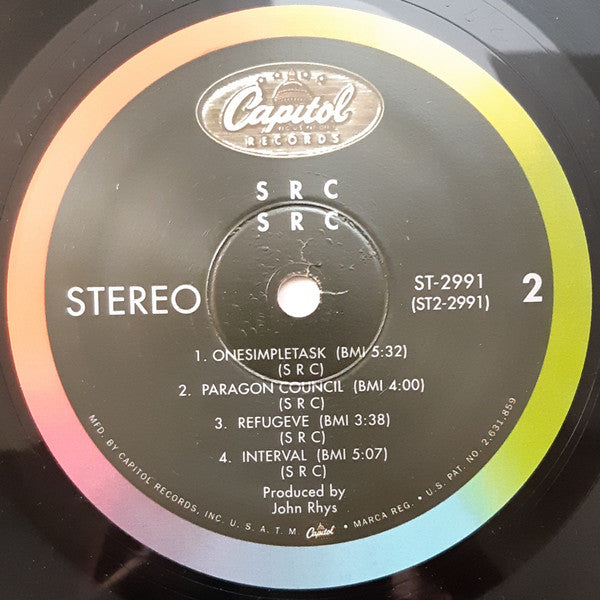 Capitol
RECORDS
S R C
S R C
STEREO
ST-2991
(ST2-2991)
2
1. ONESIMPLETASK (BMI 5:32)
(S R C)
2. PARAGON COUNCIL (BMI 4:00)
(S R C)
3. REFUGEVE (BMI 3:38)
(S R C)
4. INTERVAL (BMI 5:07)
(S R C)
Produced by
John Rhys
MFD. BY CAPITOL RECORDS, INC. U. S. A. T. M. Capitol • MARCA REG. • U. S. PAT. NO. 2,631,859